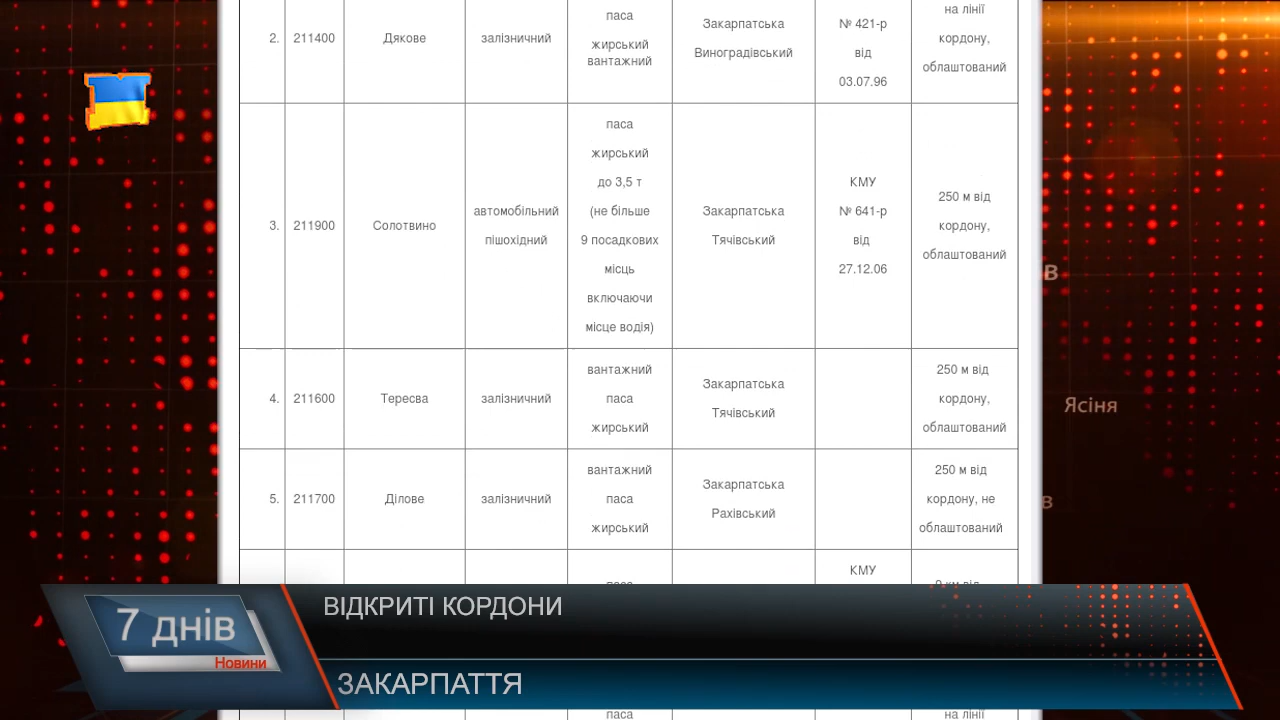 2. 211400 Дякове залізничний паса жирський вантажний Закарпатська Виноградівський № 421-р від 03.07.96 на лінії кордону, облаштований
3. 211900 Солотвино автомобільний пішохідний паса жирський до 3,5 т (не більше 9 посадкових місць включаючи місце водія) Закарпатська Тячівський КМУ № 641-р від 27.12.06 250 м від кордону, облаштований
4. 211600 Тересва залізничний вантажний паса жирський Закарпатська Тячівський 250 м від кордону, облаштований
5. 211700 Ділове залізничний вантажний паса жирський Закарпатська Рахівський 250 м від кордону, не облаштований
КМУ
в
Ясіня
в
7 днів
Новини
ВІДКРИТІ КОРДОНИ
ЗАКАРПАТТЯ
паса на лінії